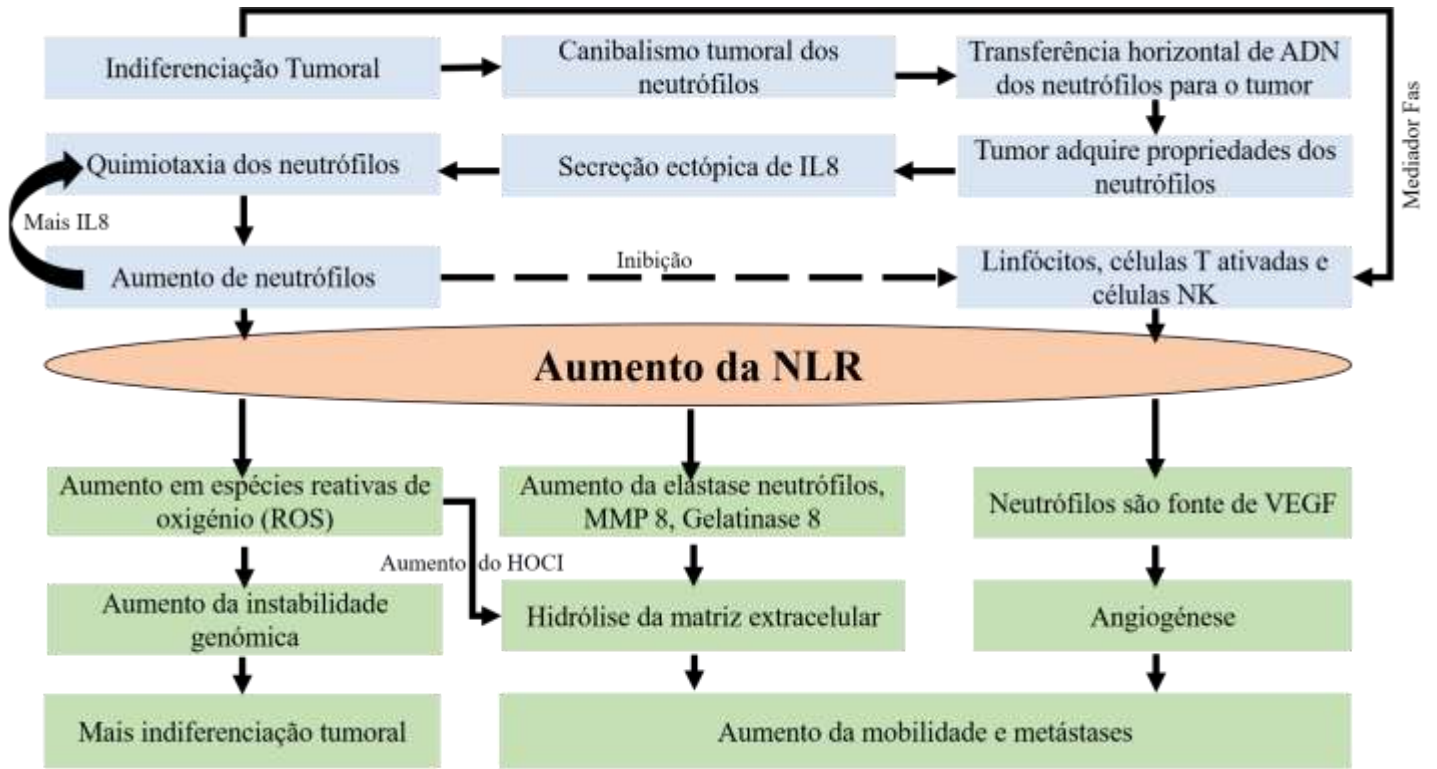 Indiferenciação Tumoral
Canibalismo tumoral dos
neutrófilos
Transferência horizontal de ADN
dos neutrófilos para o tumor
Mediador Fas
Quimiotaxia dos neutrófilos
Secreção ectópica de IL8
Tumor adquire propriedades dos
neutrófilos
Mais IL8
Aumento de neutrófilos
Inibição
Linfócitos, células T ativadas e
células NK
Aumento da NLR
Aumento em espécies reativas de
oxigénio (ROS)
Aumento da elastase neutrófilos,
MMP 8, Gelatinase 8
Neutrófilos são fonte de VEGF
Aumento do HOCI
Aumento da instabilidade
genómica
Hidrólise da matriz extracelular
Angiogénese
Mais indiferenciação tumoral
Aumento da mobilidade e metástases